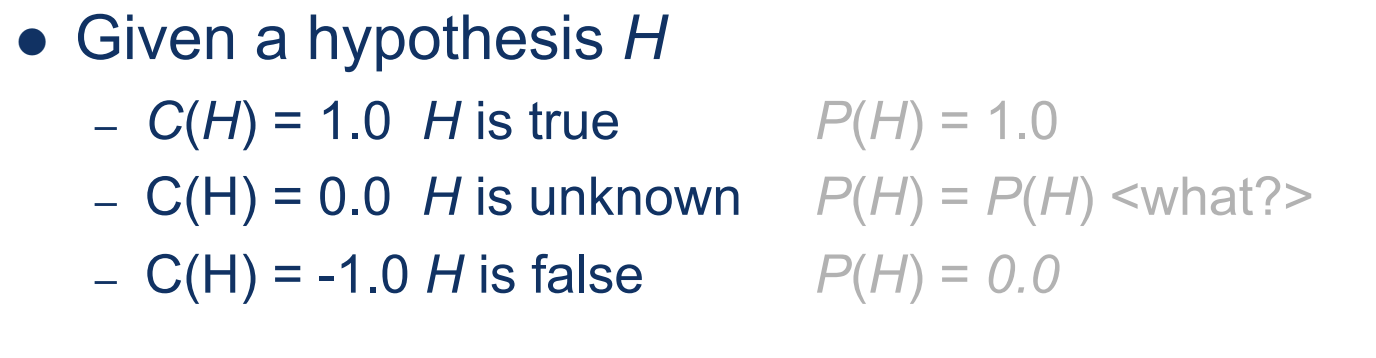 ● Given a hypothesis H
– C(H) = 1.0 H is true P(H) = 1.0
– C(H) = 0.0 H is unknown P(H) = P(H) <what?>
– C(H) = -1.0 H is false P(H) = 0.0